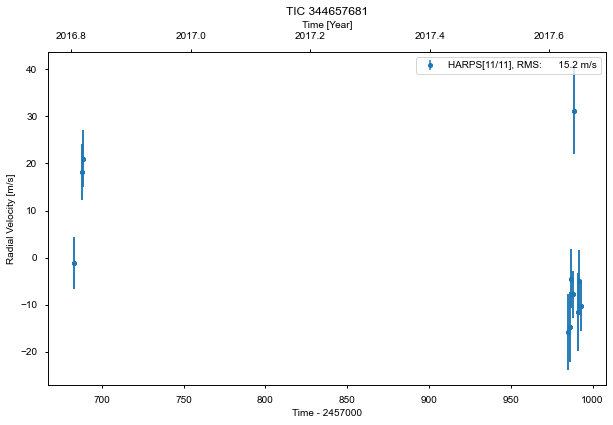 TIC 344657681
Time [Year]
2016.8 2017.0 2017.2 2017.4 2017.6
HARPS[11/11], RMS: 15.2 m/s
Radial Velocity [m/s]
40
30
20
10
0
−10
−20
700 750 800 850 900 950 1000
Time - 2457000